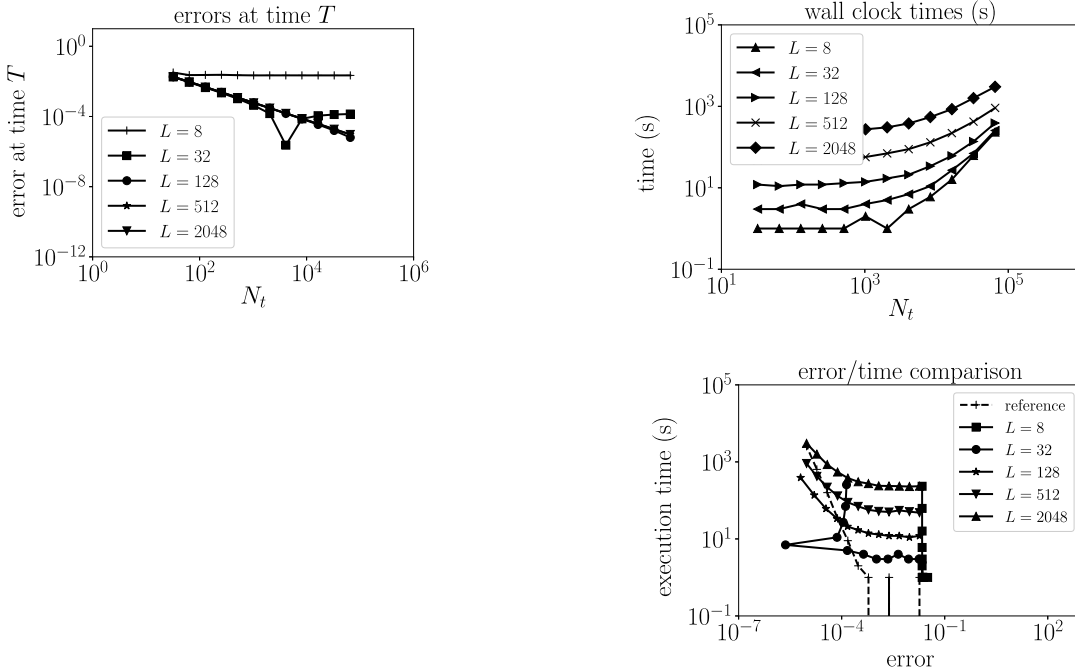 errors at time T
10^0
10^-4
10^-8
10^-12
error at time T
L = 8
L = 32
L = 128
L = 512
L = 2048
10^0
10^2
10^4
10^6
N_t
wall clock times (s)
10^5
10^3
10^1
10^-1
time (s)
L = 8
L = 32
L = 128
L = 512
L = 2048
10^1
10^3
10^5
N_t
error/time comparison
10^5
10^3
10^1
10^-1
execution time (s)
reference
L = 8
L = 32
L = 128
L = 512
L = 2048
10^-7
10^-4
10^-1
10^2
error